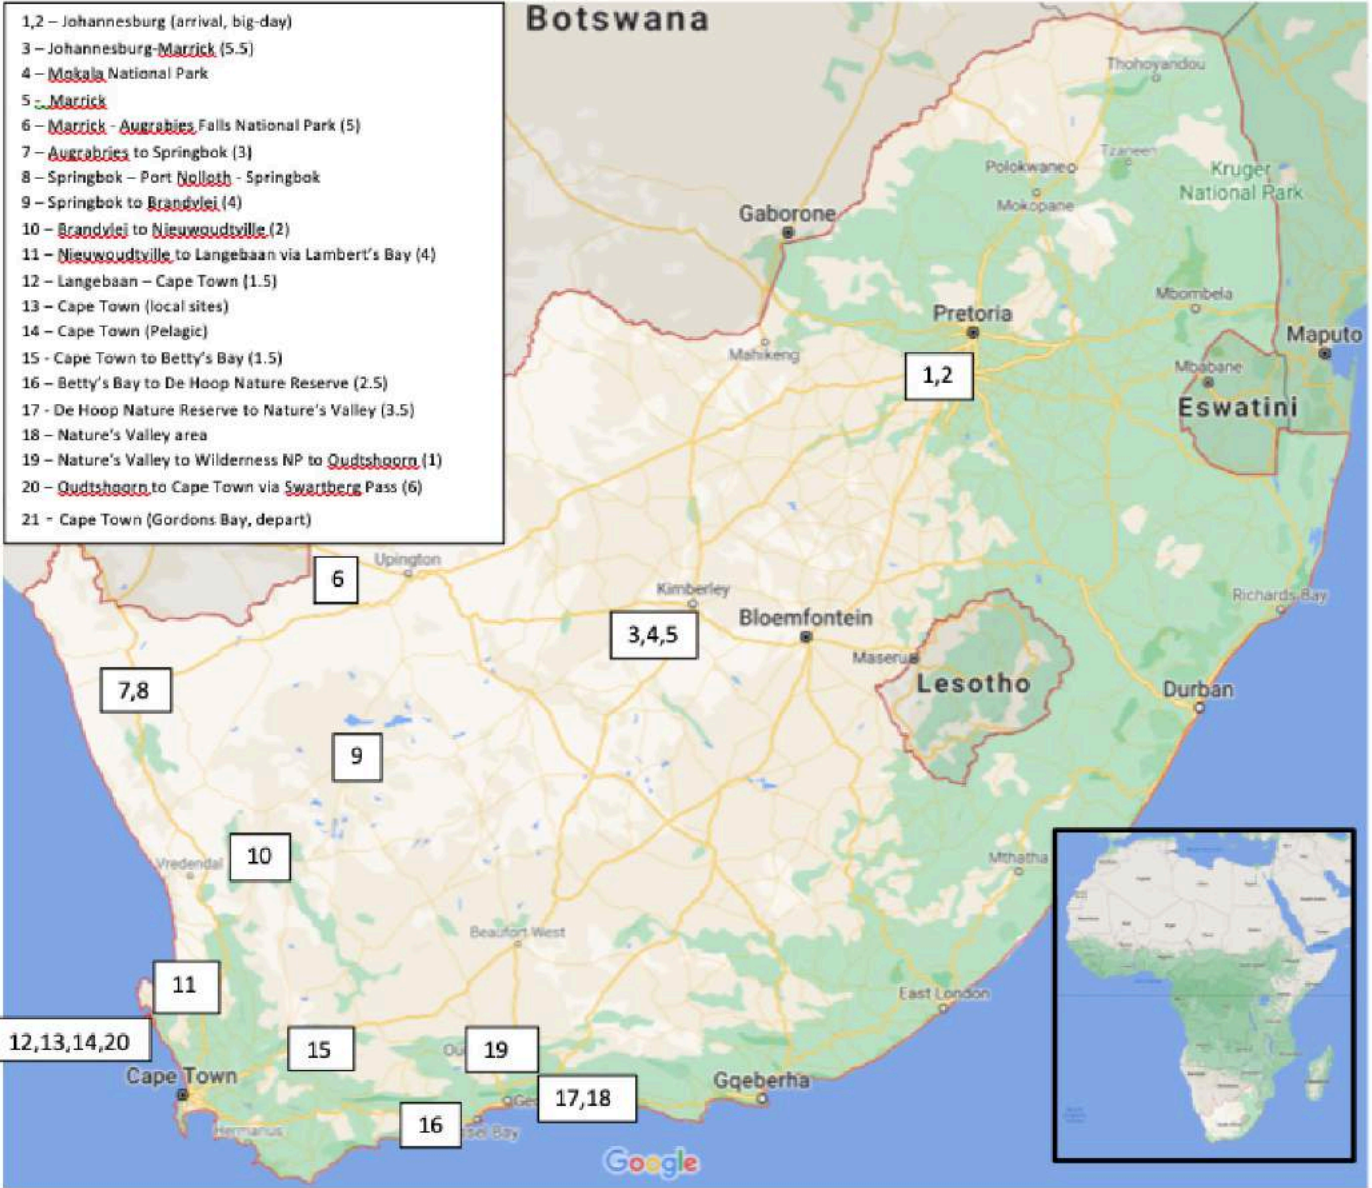 1,2 – Johannesburg (arrival, big-day)
3 – Johannesburg-Marrick (5.5)
4 – Mokala National Park
5 - Marrick
6 – Marrick - Augrabies Falls National Park (5)
7 – Augrabries to Springbok (3)
8 – Springbok – Port Nolloth - Springbok
9 – Springbok to Brandvlei (4)
10 – Brandvlei to Nieuwoudtville (2)
11 – Nieuwoudtville to Langebaan via Lambert's Bay (4)
12 – Langebaan – Cape Town (1.5)
13 – Cape Town (local sites)
14 – Cape Town (Pelagic)
15 - Cape Town to Betty's Bay (1.5)
16 – Betty's Bay to De Hoop Nature Reserve (2.5)
17 - De Hoop Nature Reserve to Nature's Valley (3.5)
18 – Nature's Valley area
19 – Nature's Valley to Wilderness NP to Oudtshoorn (1)
20 – Oudtshoorn to Cape Town via Swartberg Pass (6)
21 - Cape Town (Gordons Bay, depart)
Botswana
Thohoyandou
Tzaneen
Polokwane
Kruger
National Park
Mokopane
Gaborone
Mbombela
Pretoria
Maputo
Mahikeng
Mbabane
1,2
Eswatini
Upington
6
Kimberley
Richards Bay
Bloemfontein
3,4,5
Maseru
Lesotho
7,8
Durban
9
10
Vredendal
Mthatha
Beaufort West
11
East London
12,13,14,20
15
Ou
19
Cape Town
Gqeberha
17,18
Ge
16
Hermanus
sel Bay
Google